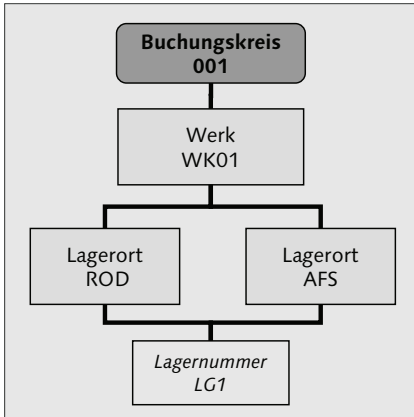 Buchungskreis
001
Werk
WK01
Lagerort
ROD
Lagerort
AFS
Lagernummer
LG1